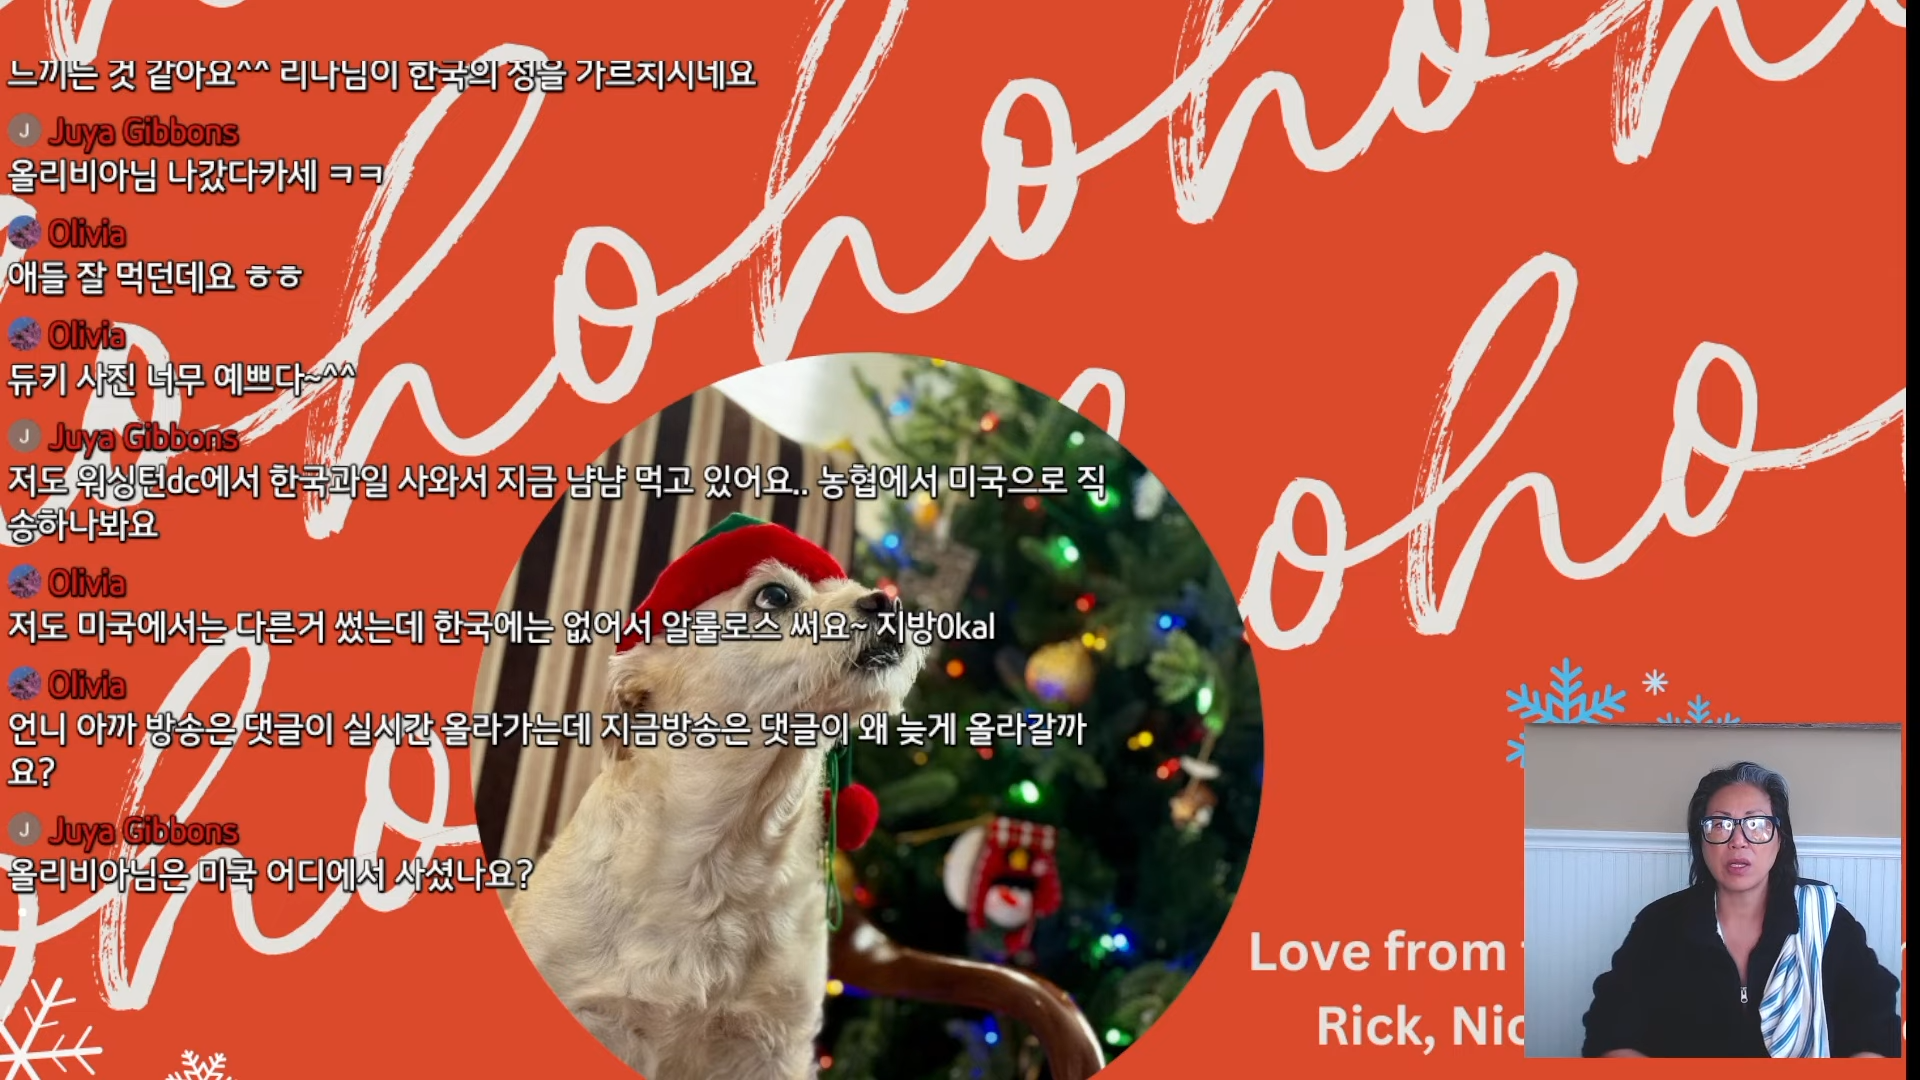 느끼는 것 같아요^^ 리나님이 한국의 정을 가르치시네요
J Juya Gibbons
올리비아님 나갔다카세 ㅋㅋ
Olivia
애들 잘 먹던데요 ㅎㅎ
Olivia
듀키 사진 너무 예쁘다~^^
J Juya Gibbons
저도 워싱턴dc에서 한국과일 사와서 지금 냠냠 먹고 있어요.. 농협에서 미국으로 직
송하나봐요
Olivia
저도 미국에서는 다른거 썼는데 한국에는 없어서 알룰로스 써요~ 지방0kal
Olivia
언니 아까 방송은 댓글이 실시간 올라가는데 지금방송은 댓글이 왜 늦게 올라갈까
요?
J Juya Gibbons
올리비아님은 미국 어디에서 사셨나요?
hohohoho
ohohohoho
oho
Love from
Rick,